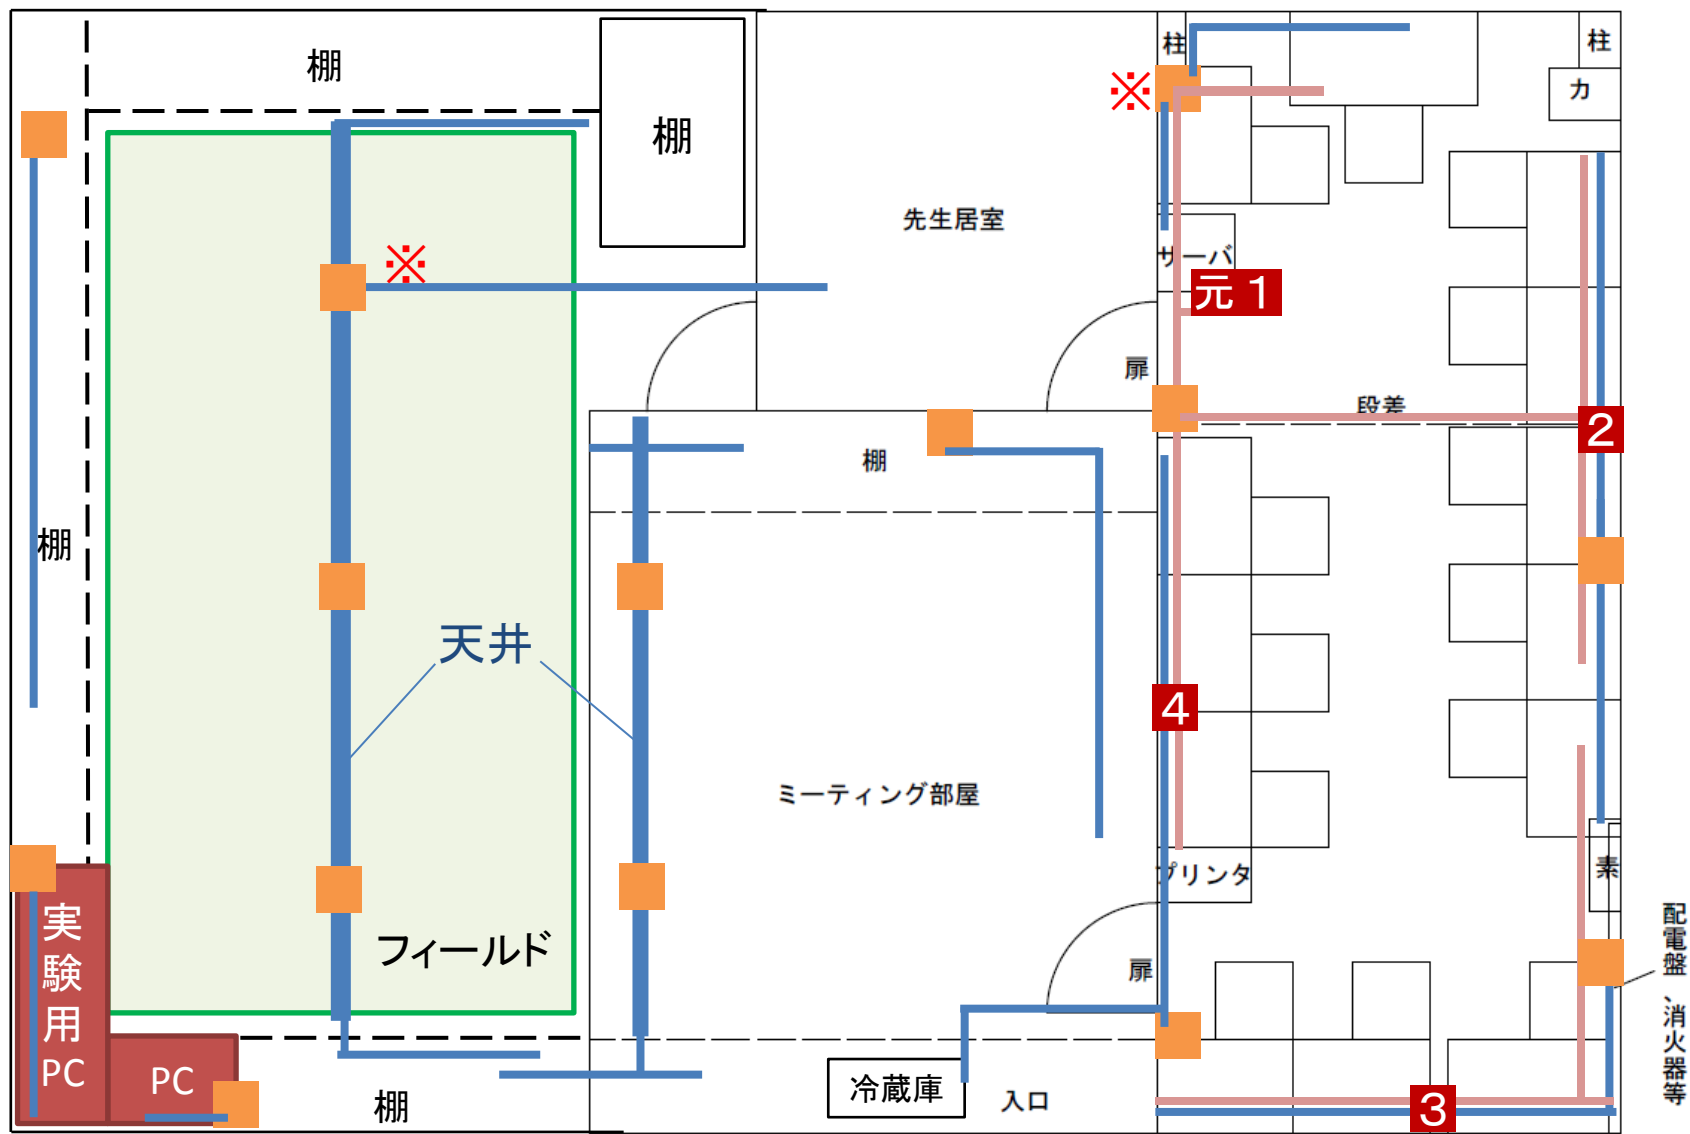 棚
棚
柱
※
柱
カ
先生居室
サーバ
※
元1
扉
段差
2
棚
棚
天井
4
ミーティング部屋
プリンタ
素
実験用PC
フィールド
扉
配電盤、消火器等
PC
棚
冷蔵庫
入口
3